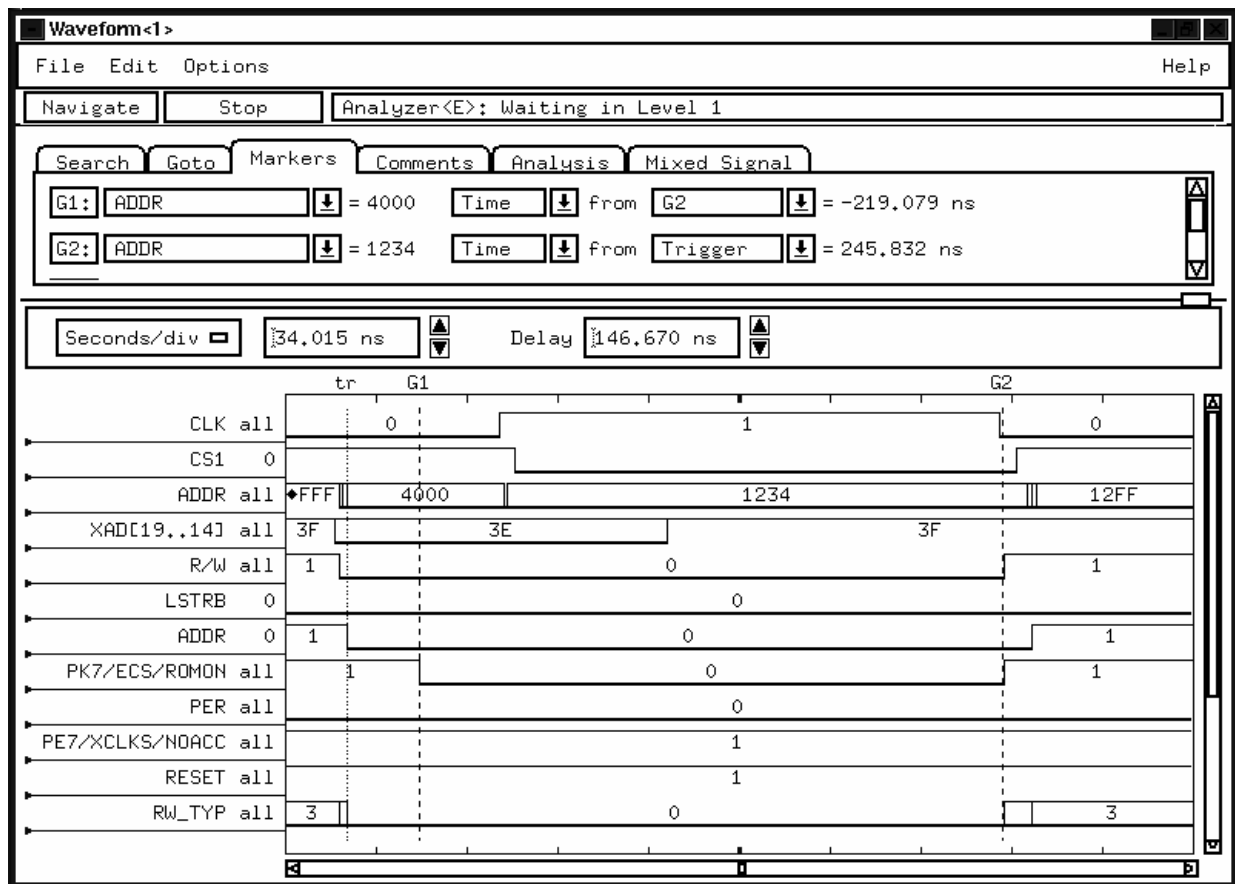 Waveform<1>
File Edit Options Help
Navigate Stop Analyzer<E>: Waiting in Level 1
Search Goto Markers Comments Analysis Mixed Signal
G1: ADDR = 4000 Time from G2 = -219.079 ns
G2: ADDR = 1234 Time from Trigger = 245.832 ns
Seconds/div 34.015 ns Delay 146.670 ns
tr G1 G2
CLK all 0 1 0
CS1 0
ADDR all FFF 4000 1234 12FF
XAD[19..14] all 3F 3E 3F
R/W all 1 0 1
LSTRB 0 0
ADDR 0 1 0 1
PK7/ECS/ROMON all 1 0 1
PER all 0
PE7/XCLKS/NOACC all 1
RESET all 1
RW_TYP all 3 0 3